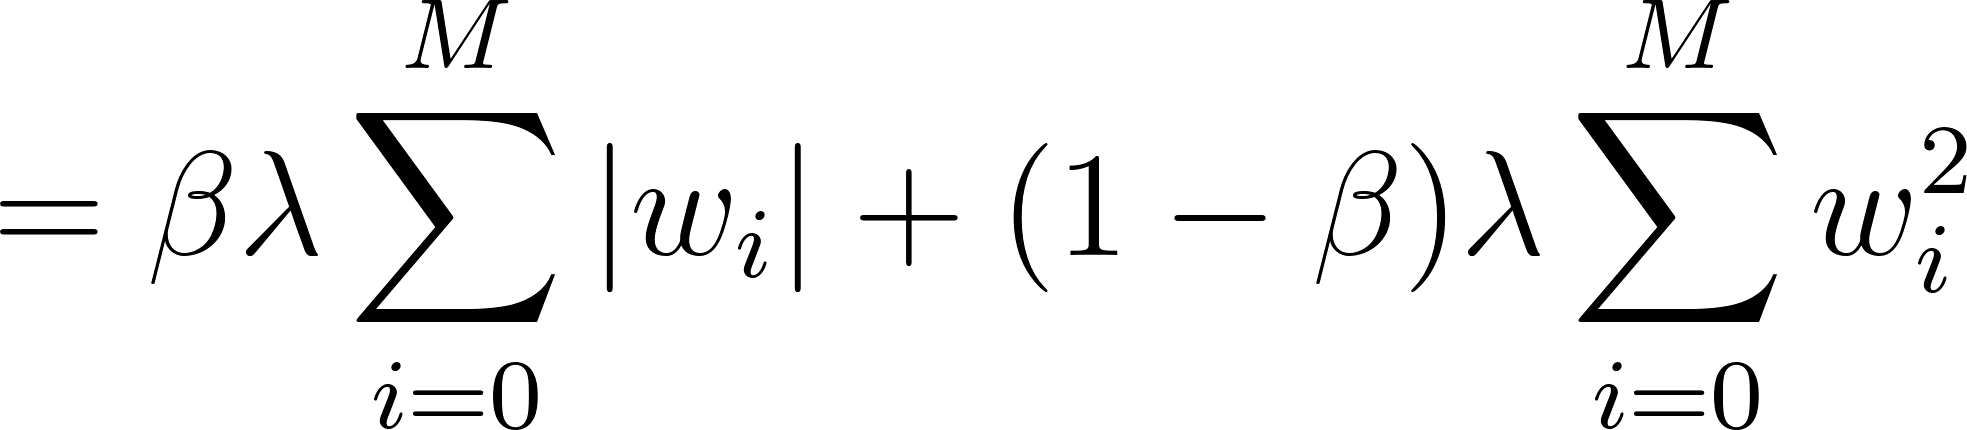 = βλ ∑_{i=0}^{M} |w_i| + (1 − β)λ ∑_{i=0}^{M} w_i^2